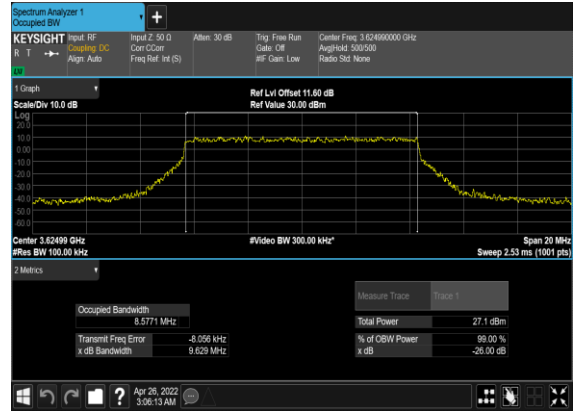 Spectrum Analyzer 1
Occupied BW
KEYSIGHT Input: RF
R T
Coupling: DC
Align: Auto
Input Z: 50 Ω
Corr CCorr
Freq Ref: Int (S)
Atten: 30 dB
Trig: Free Run
Gate: Off
#IF Gain: Low
Center Freq: 3.624990000 GHz
Avg|Hold: 500/500
Radio Std: None
1 Graph
Scale/Div 10.0 dB
Ref Lvl Offset 11.60 dB
Ref Value 30.00 dBm
Log
20.0
10.0
0.00
-10.0
-20.0
-30.0
-40.0
-50.0
-60.0
Center 3.62499 GHz
#Res BW 100.00 kHz
#Video BW 300.00 kHz*
Span 20 MHz
Sweep 2.53 ms (1001 pts)
2 Metrics
Measure Trace Trace 1
Occupied Bandwidth
8.5771 MHz
Total Power 27.1 dBm
Transmit Freq Error -8.056 kHz
% of OBW Power 99.00 %
x dB Bandwidth 9.629 MHz
x dB -26.00 dB
?
Apr 26, 2022
3:06:13 AM